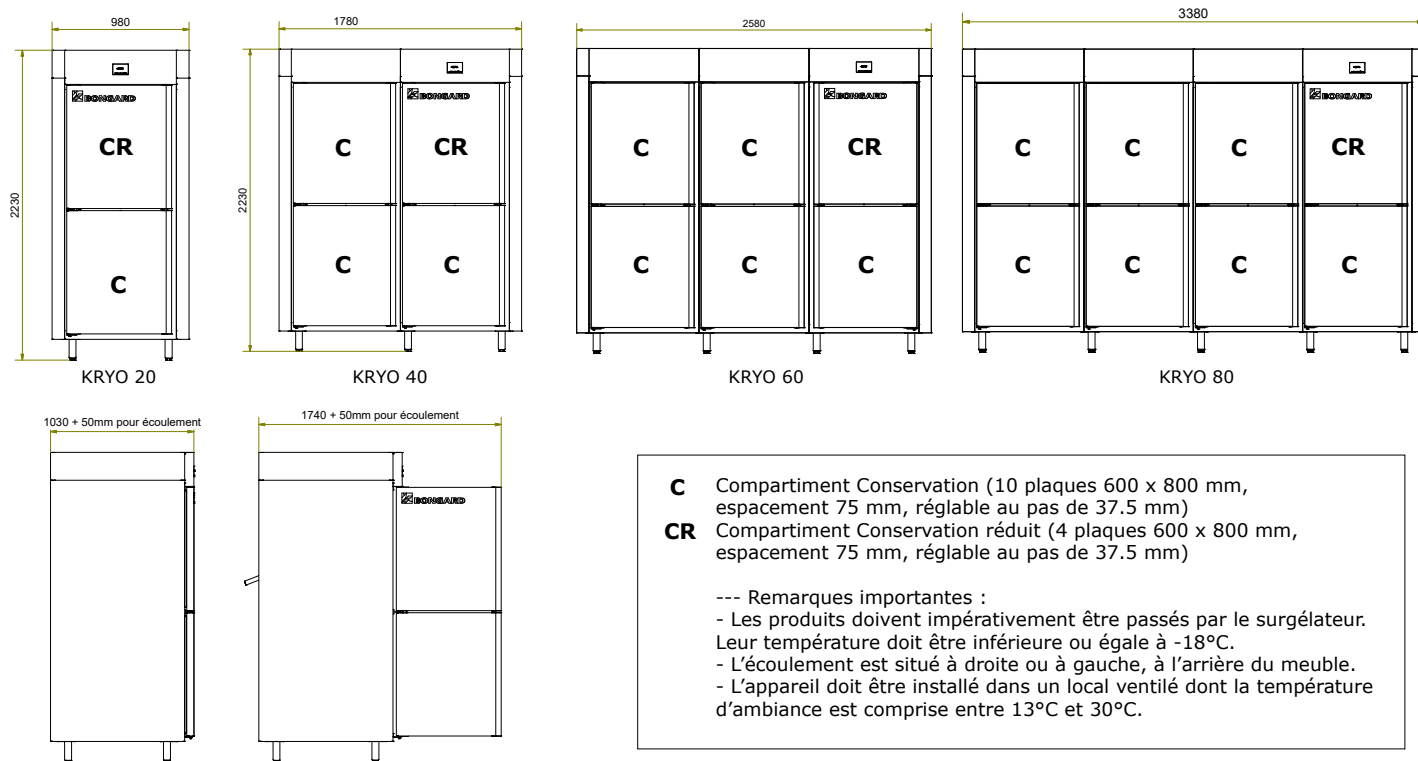 980
1780
2580
3380
2230
2230
BONGARD
CR
C
C
C
BONGARD
CR
C
C
C
C
C
BONGARD
CR
C
C
C
C
C
C
C
BONGARD
CR
C
KRYO 20
KRYO 40
KRYO 60
KRYO 80
1030 + 50mm pour écoulement
1740 + 50mm pour écoulement
BONGARD
C Compartiment Conservation (10 plaques 600 x 800 mm,
espacement 75 mm, réglable au pas de 37.5 mm)
CR Compartiment Conservation réduit (4 plaques 600 x 800 mm,
espacement 75 mm, réglable au pas de 37.5 mm)
--- Remarques importantes :
- Les produits doivent impérativement être passés par le surgélateur.
Leur température doit être inférieure ou égale à -18°C.
- L’écoulement est situé à droite ou à gauche, à l’arrière du meuble.
- L’appareil doit être installé dans un local ventilé dont la température
d’ambiance est comprise entre 13°C et 30°C.